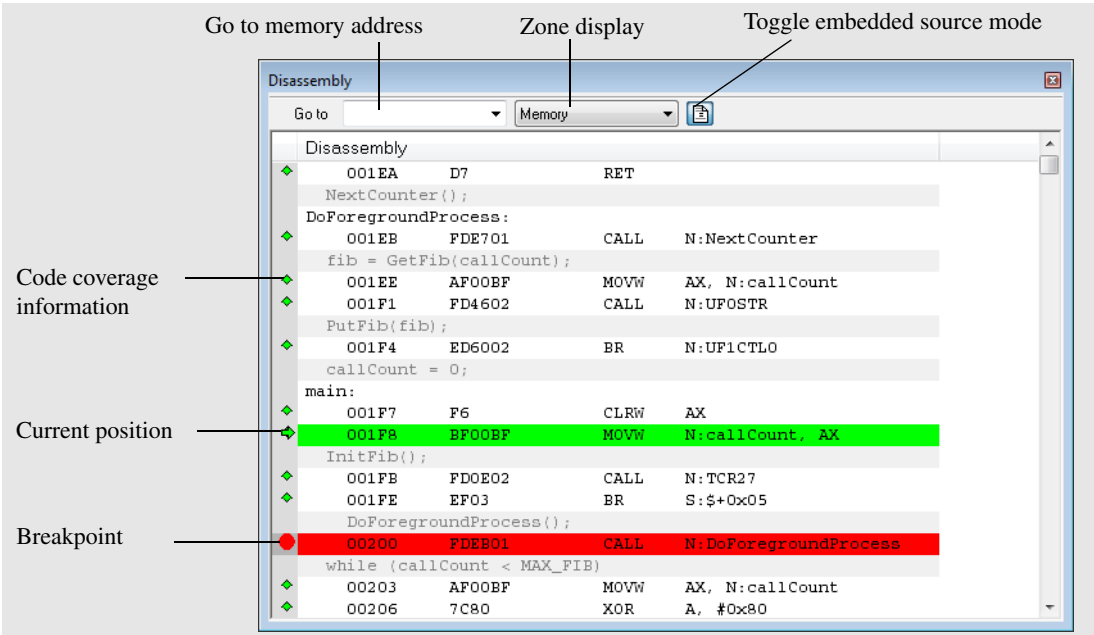 Go to memory address
Zone display
Toggle embedded source mode
Disassembly
Go to
Memory
Disassembly
001EA D7 RET
NextCounter();
DoForegroundProcess:
001EB FDE701 CALL N:NextCounter
fib = GetFib(callCount);
Code coverage
information
001EE AF00BF MOVW AX, N:callCount
001F1 FD4602 CALL N:UF0STR
PutFib(fib);
001F4 ED6002 BR N:UF1CTL0
callCount = 0;
main:
001F7 F6 CLRW AX
Current position
001F8 BF00BF MOVW N:callCount, AX
InitFib();
001FB FD0E02 CALL N:TCR27
001FE EF03 BR S:$+0x05
DoForegroundProcess();
Breakpoint
00200 FDEB01 CALL N:DoForegroundProcess
while (callCount < MAX_FIB)
00203 AF00BF MOVW AX, N:callCount
00206 7C80 XOR A, #0x80